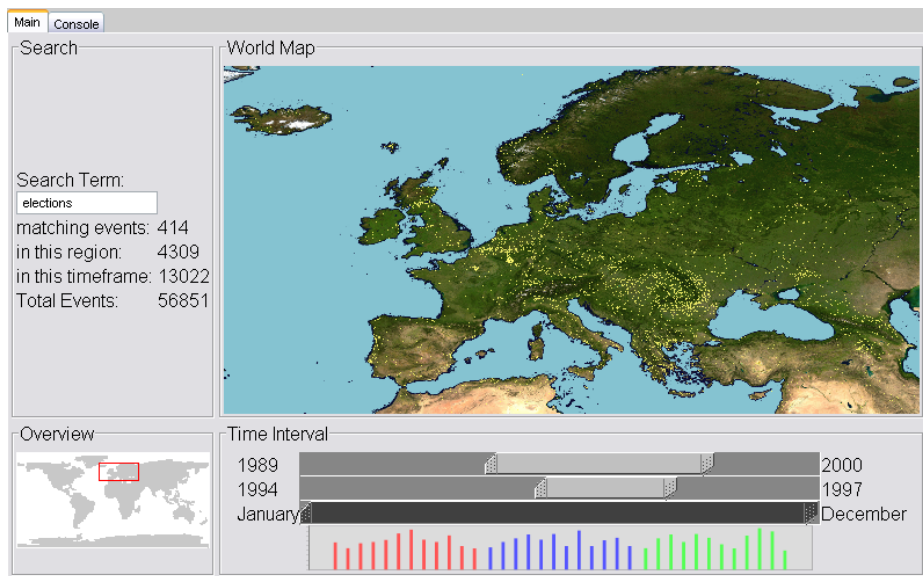 Main Console
Search
Search Term:
elections
matching events: 414
in this region: 4309
in this timeframe: 13022
Total Events: 56851
World Map
Overview
Time Interval
1989 2000
1994 1997
January December